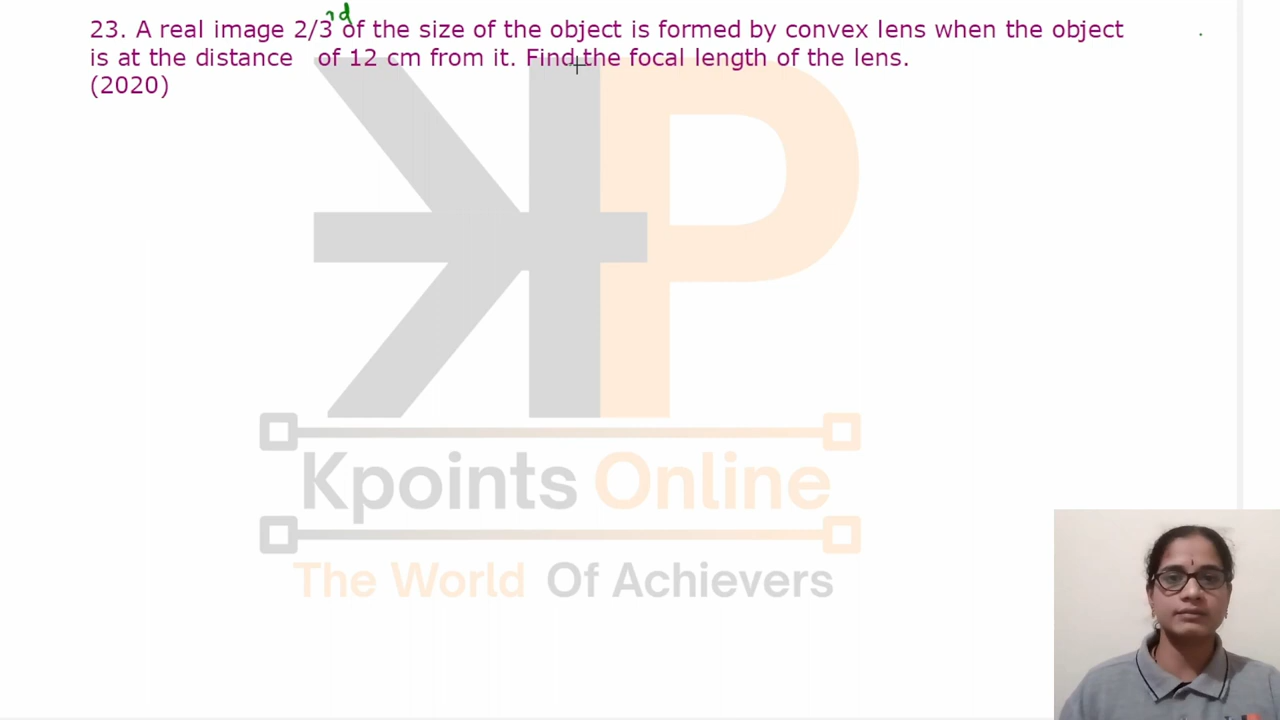 23. A real image 2/3 rd of the size of the object is formed by convex lens when the object
is at the distance of 12 cm from it. Find the focal length of the lens.
(2020)
KP
Kpoints Online
The World Of Achievers